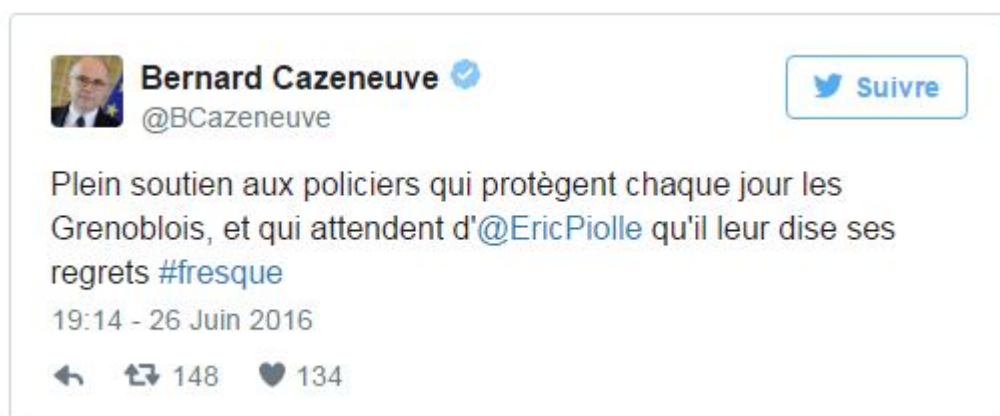 Bernard Cazeneuve
@BCazeneuve
Suivre
Plein soutien aux policiers qui protègent chaque jour les
Grenoblois, et qui attendent d'@EricPiolle qu'il leur dise ses
regrets #fresque
19:14 - 26 Juin 2016
148 134